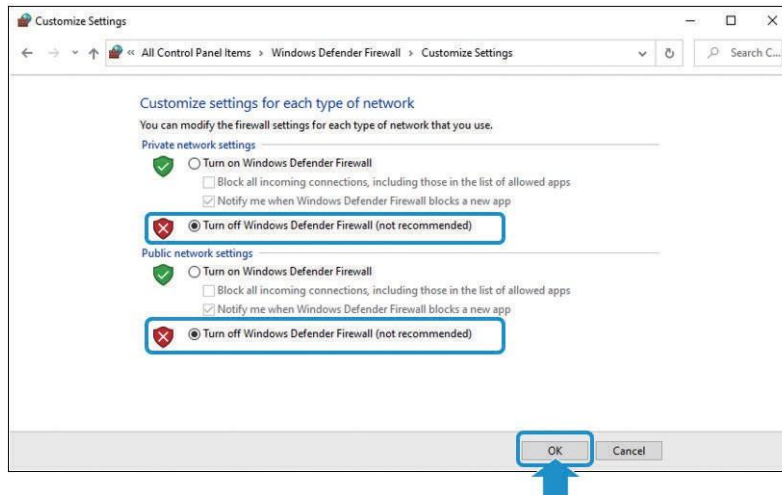 Customize Settings
« All Control Panel Items > Windows Defender Firewall > Customize Settings
Search C...
Customize settings for each type of network
You can modify the firewall settings for each type of network that you use.
Private network settings
Turn on Windows Defender Firewall
Block all incoming connections, including those in the list of allowed apps
Notify me when Windows Defender Firewall blocks a new app
Turn off Windows Defender Firewall (not recommended)
Public network settings
Turn on Windows Defender Firewall
Block all incoming connections, including those in the list of allowed apps
Notify me when Windows Defender Firewall blocks a new app
Turn off Windows Defender Firewall (not recommended)
OK Cancel